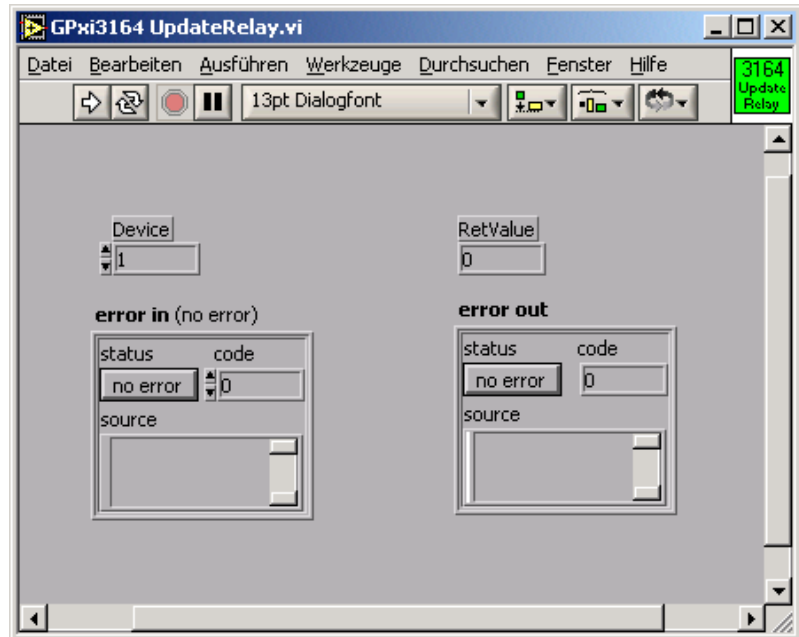 GPxi3164 UpdateRelay.vi
Datei Bearbeiten Ausführen Werkzeuge Durchsuchen Fenster Hilfe
3164
Update
Relay
13pt Dialogfont
Device
1
RetValue
0
error in (no error)
status code
no error 0
source
error out
status code
no error 0
source